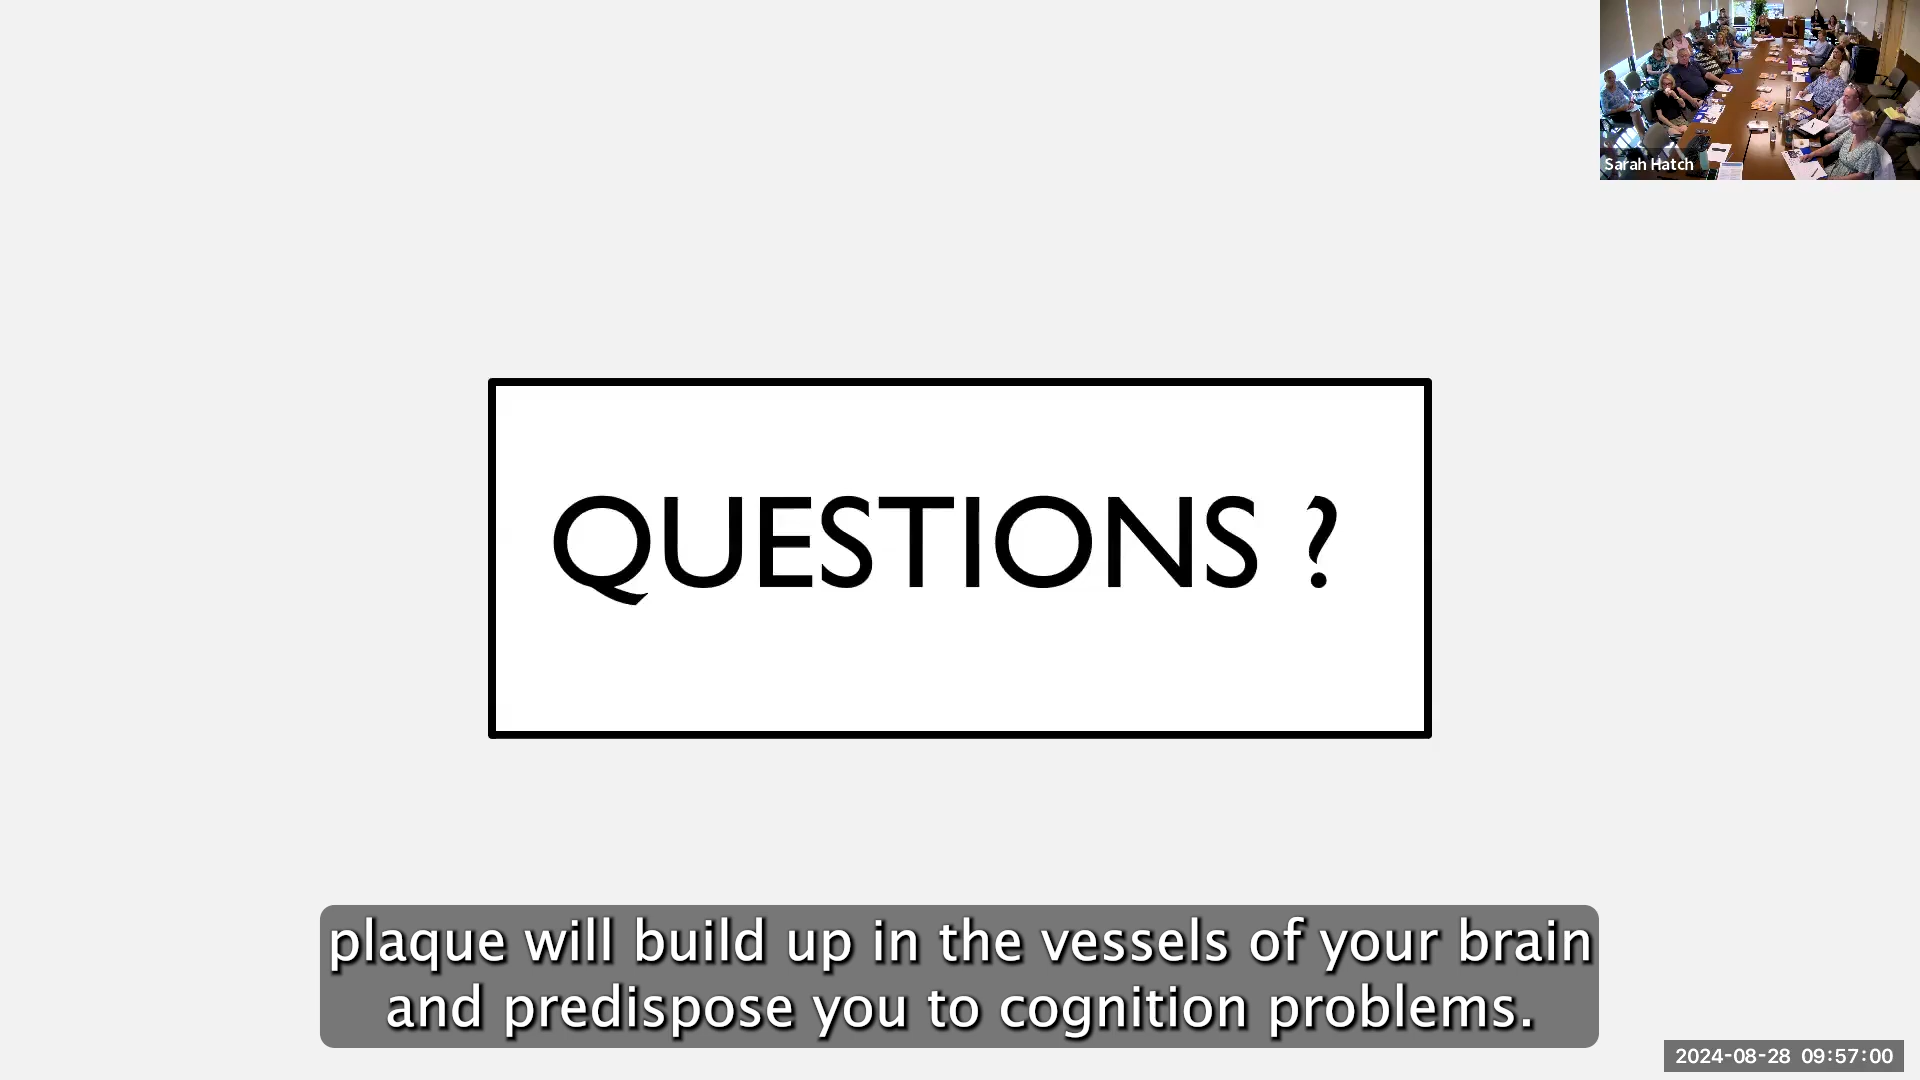 Sarah Hatch
QUESTIONS ?
plaque will build up in the vessels of your brain
and predispose you to cognition problems.
2024-08-28 09:57:00